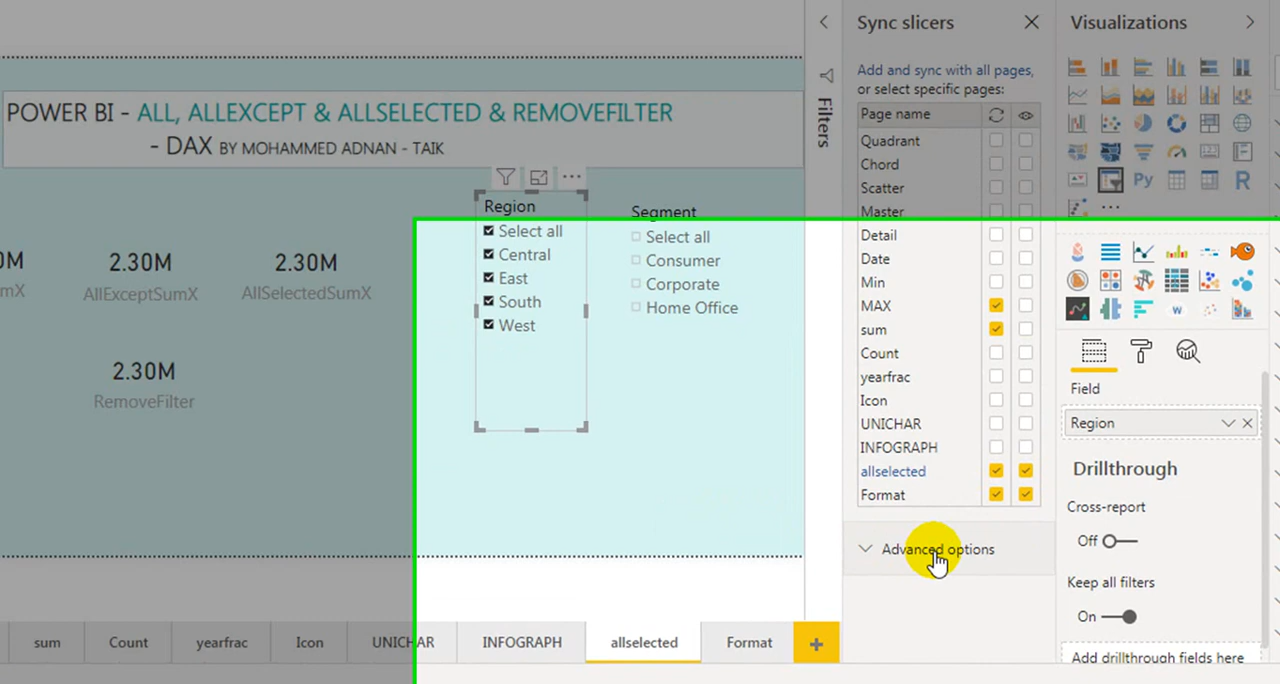 Sync slicers
Visualizations
Add and sync with all pages,
or select specific pages:
Page name
Quadrant
Chord
Scatter
Master
Detail
Date
Min
MAX
sum
Count
yearfrac
Icon
UNICHAR
INFOGRAPH
allselected
Format
Advanced options
Filters
POWER BI - ALL, ALLEXCEPT & ALLSELECTED & REMOVEFILTER
- DAX BY MOHAMMED ADNAN - TAIK
Region
Select all
Central
East
South
West
Segment
Select all
Consumer
Corporate
Home Office
0M
mX
2.30M
AllExceptSumX
2.30M
AllSelectedSumX
2.30M
RemoveFilter
Py
R
W
Field
Region
Drillthrough
Cross-report
Off
Keep all filters
On
Add drillthrough fields here
sum
Count
yearfrac
Icon
UNICHAR
INFOGRAPH
allselected
Format
+